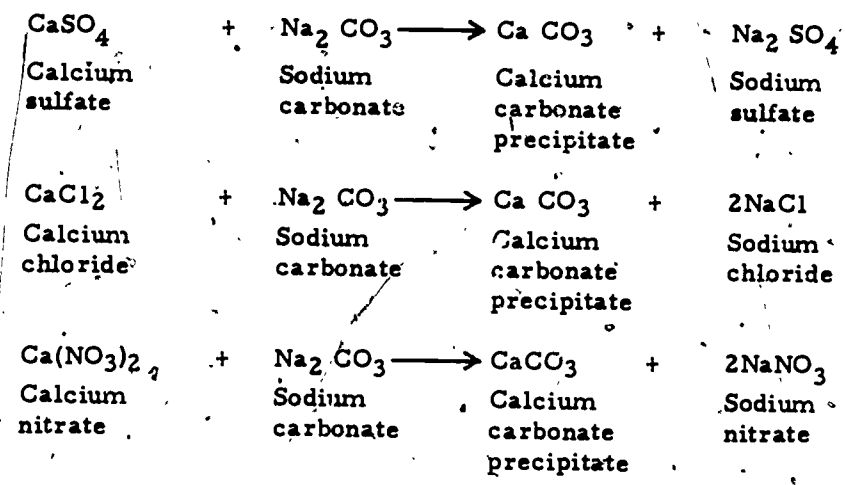 CaSO4 + Na2 CO3 ⟶ Ca CO3 + Na2 SO4
Calcium Sodium Calcium Sodium
sulfate carbonate carbonate sulfate
precipitate
CaCl2 + Na2 CO3 ⟶ Ca CO3 + 2NaCl
Calcium Sodium Calcium Sodium
chloride carbonate carbonate chloride
precipitate
Ca(NO3)2 + Na2 CO3 ⟶ CaCO3 + 2NaNO3
Calcium Sodium Calcium Sodium
nitrate carbonate carbonate nitrate
precipitate